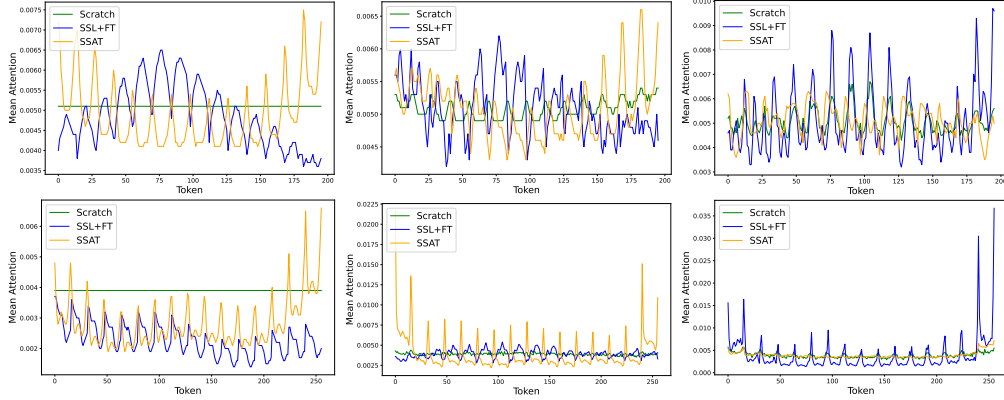 0.0075
0.0070
0.0065
0.0060
0.0055
0.0050
0.0045
0.0040
0.0035
Mean Attention
Scratch
SSL+FT
SSAT
0 25 50 75 100 125 150 175 200
Token
0.0065
0.0060
0.0055
0.0050
0.0045
Mean Attention
Scratch
SSL+FT
SSAT
0 25 50 75 100 125 150 175 200
Token
0.010
0.009
0.008
0.007
0.006
0.005
0.004
0.003
Mean Attention
Scratch
SSL+FT
SSAT
0 25 50 75 100 125 150 175 200
Token
0.006
0.005
0.004
0.003
0.002
Mean Attention
Scratch
SSL+FT
SSAT
0 50 100 150 200 250
Token
0.0225
0.0200
0.0175
0.0150
0.0125
0.0100
0.0075
0.0050
0.0025
Mean Attention
Scratch
SSL+FT
SSAT
0 50 100 150 200 250
Token
0.035
0.030
0.025
0.020
0.015
0.010
0.005
0.000
Mean Attention
Scratch
SSL+FT
SSAT
0 50 100 150 200 250
Token